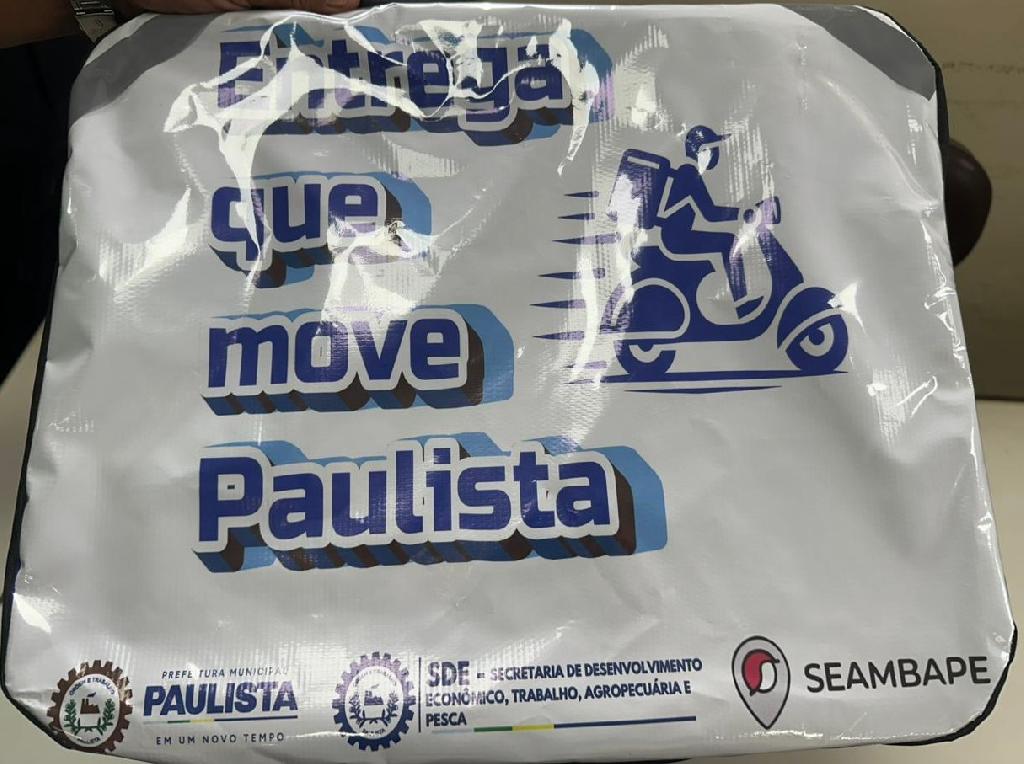 Entrega
que
move
Paulista
PREFEITURA MUNICIPAL
PAULISTA
EM UM NOVO TEMPO
SDE - SECRETARIA DE DESENVOLVIMENTO
ECONÔMICO, TRABALHO, AGROPECUÁRIA E
PESCA
SEAMBAPE